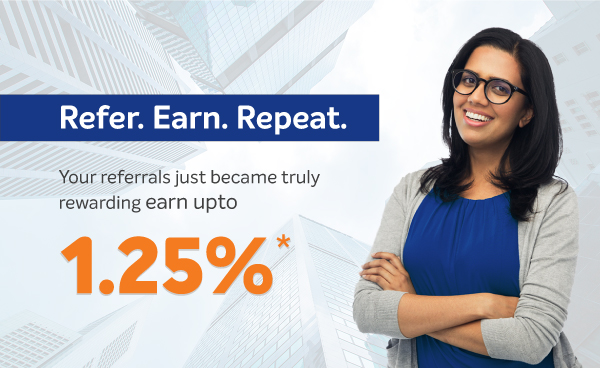 Refer. Earn. Repeat.
Your referrals just became truly
rewarding earn upto
1.25%*